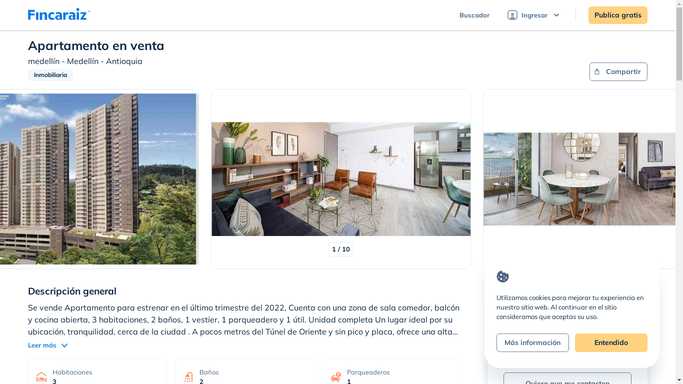 Fincaraiz
Buscador
Ingresar
Publica gratis
Apartamento en venta
medellín - Medellín - Antioquia
Inmobiliaria
Compartir
1 / 10
Descripción general
Se vende Apartamento para estrenar en el último trimestre del 2022, Cuenta con una zona de sala comedor, balcón
y cocina abierta, 3 habitaciones, 2 baños, 1 vestier, 1 parqueadero y 1 útil. Unidad completa Un lugar ideal por su
ubicación, tranquilidad, cerca de la ciudad . A pocos metros del Túnel de Oriente y sin pico y placa, ofrece una alta...
Leer más
Habitaciones
3
Baños
2
Parqueaderos
1
Utilizamos cookies para mejorar tu experiencia en
nuestro sitio web. Al continuar en el sitio
consideramos que aceptas su uso.
Más información
Entendido
Quiero que me contacten